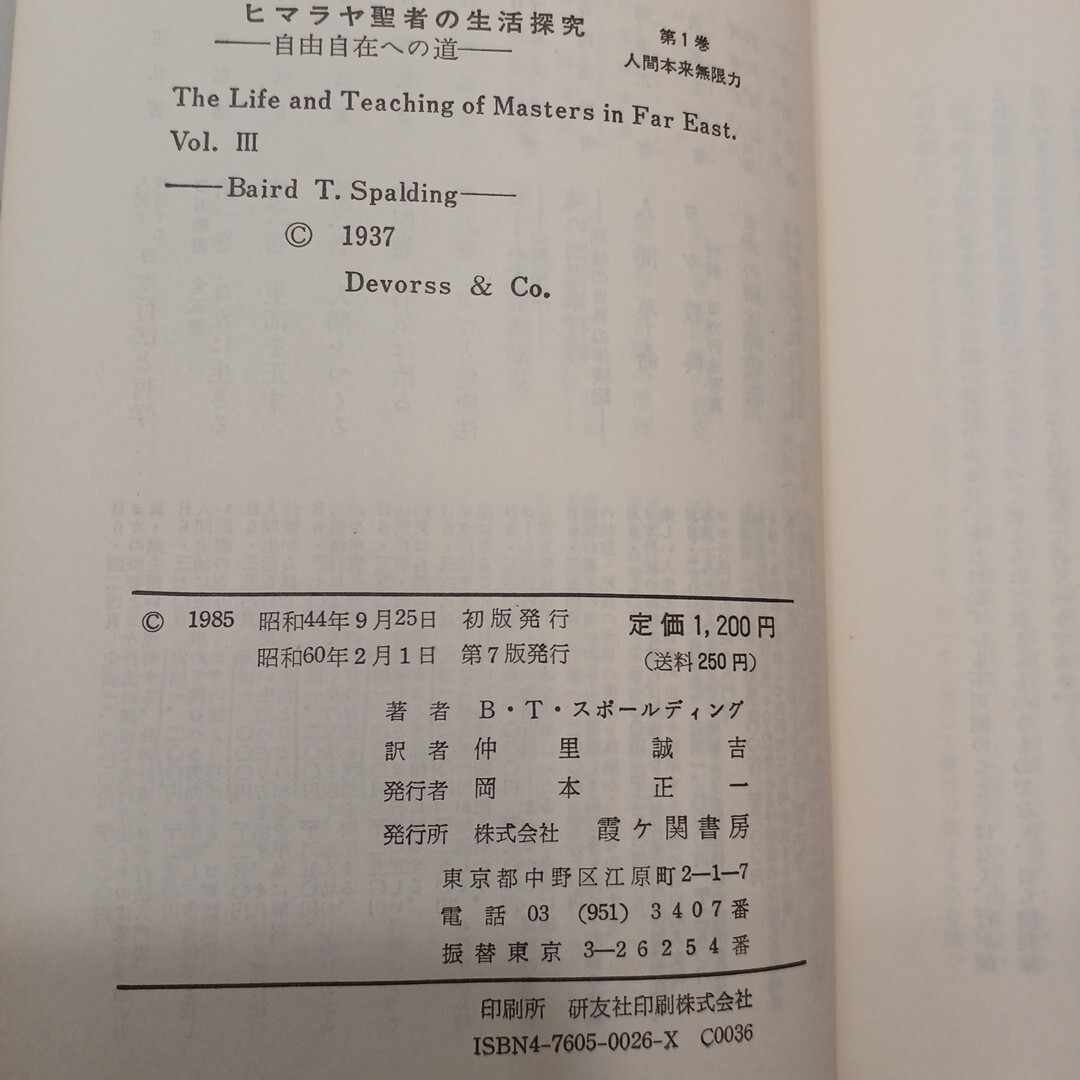 ヒマラヤ聖者の生活探究
——自由自在への道——
第1巻
人間本来無限力
The Life and Teaching of Masters in Far East.
Vol. III
——Baird T. Spalding——
© 1937
Devorss & Co.
© 1985 昭和44年9月25日 初版発行
昭和60年2月1日 第7版発行
定価1,200円
(送料250円)
著者 B・T・スポールディング
訳者 仲里誠吉
発行者 岡本正一
発行所 株式会社 霞ケ関書房
東京都中野区江原町2—1—7
電話 03 (951) 3407番
振替東京 3—26254番
印刷所 研友社印刷株式会社
ISBN4-7605-0026-X C0036